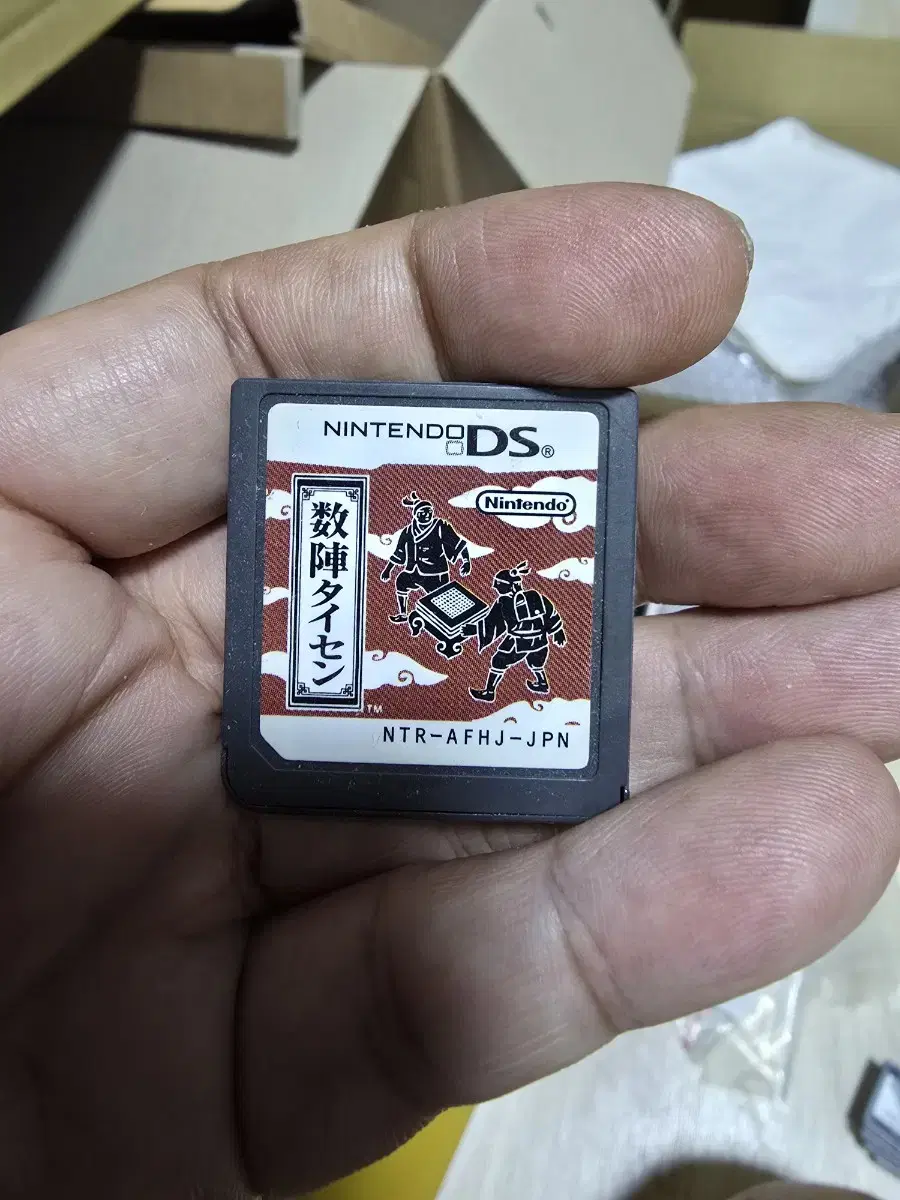 NINTENDO DS®
Nintendo®
数陣タイセン
TM
NTR-AFHJ-JPN